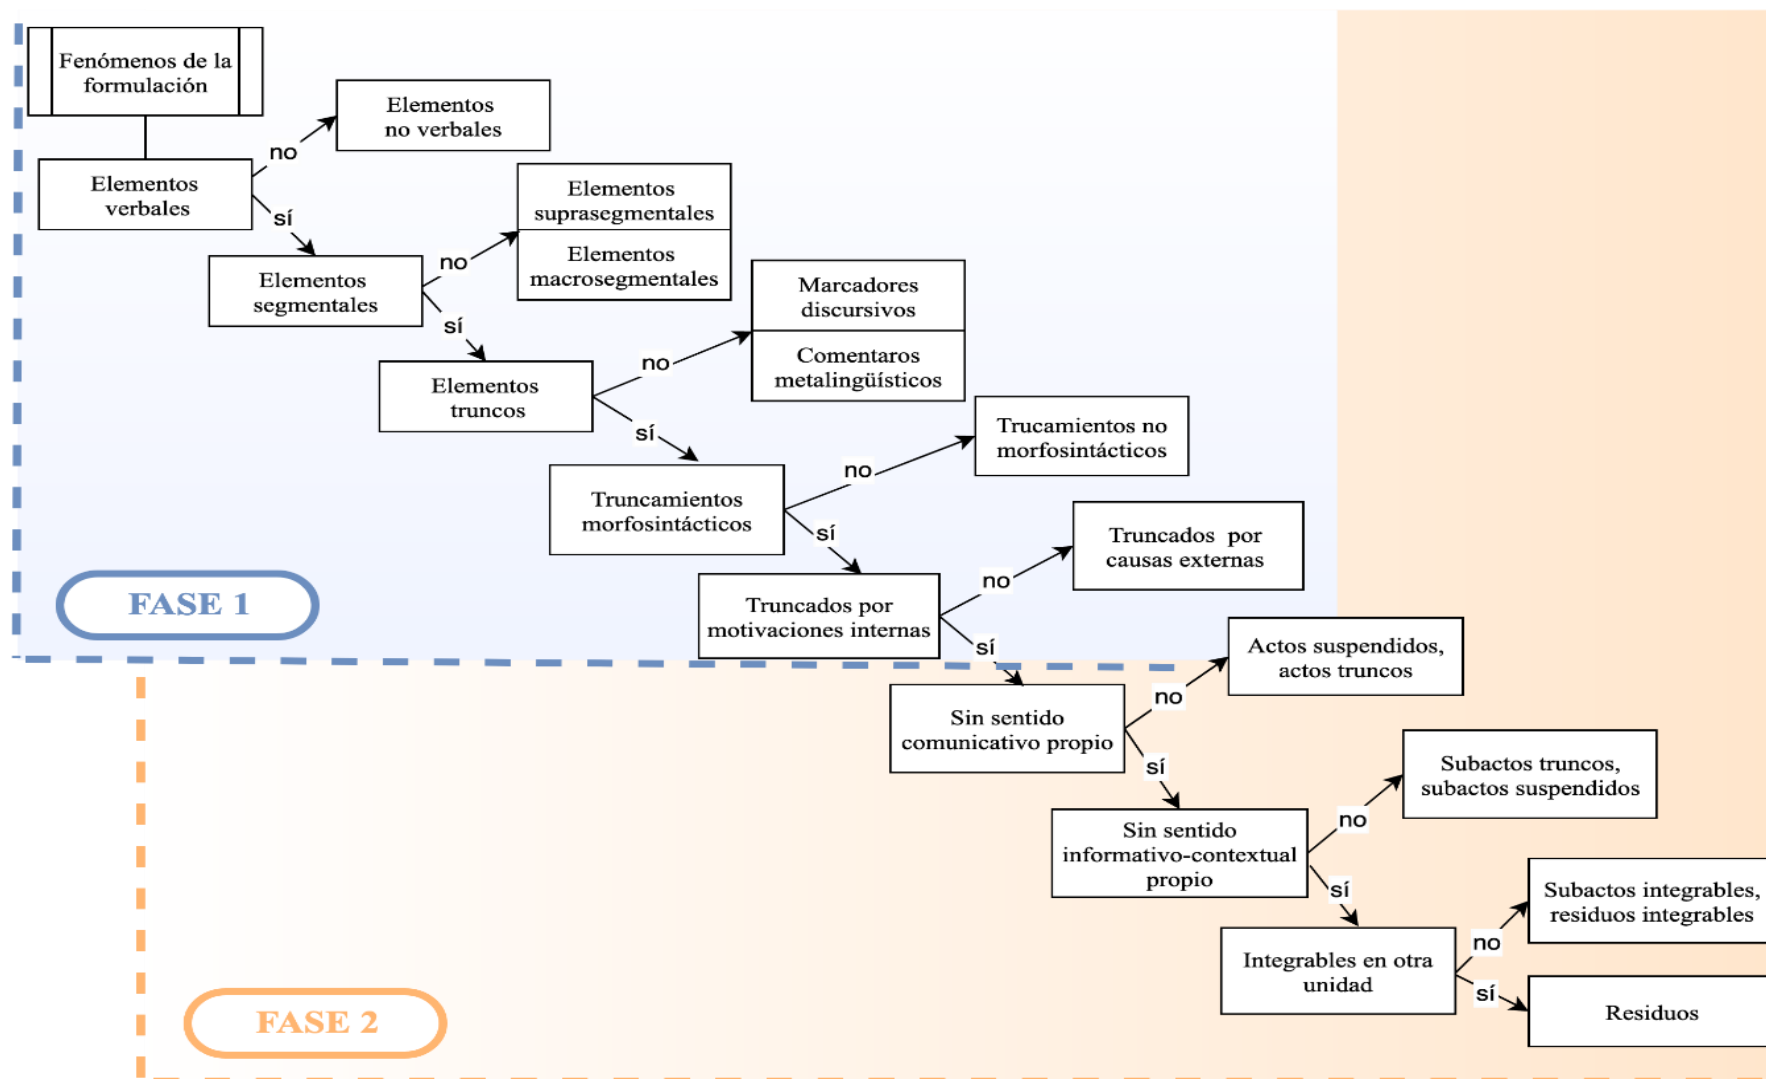 Fenómenos de la
formulación
Elementos
no verbales
no
Elementos
verbales
sí
Elementos
suprasegmentales
Elementos
macrosegmentales
no
Elementos
segmentales
sí
Marcadores
discursivos
Comentaros
metalingüísticos
no
Elementos
truncos
sí
Trucamientos no
morfosintácticos
no
Truncamientos
morfosintácticos
sí
Truncados por
causas externas
no
Truncados por
motivaciones internas
FASE 1
sí
Actos suspendidos,
actos truncos
no
Sin sentido
comunicativo propio
sí
Subactos truncos,
subactos suspendidos
no
Sin sentido
informativo-contextual
propio
sí
Subactos integrables,
residuos integrables
no
Integrables en otra
unidad
sí
Residuos
FASE 2